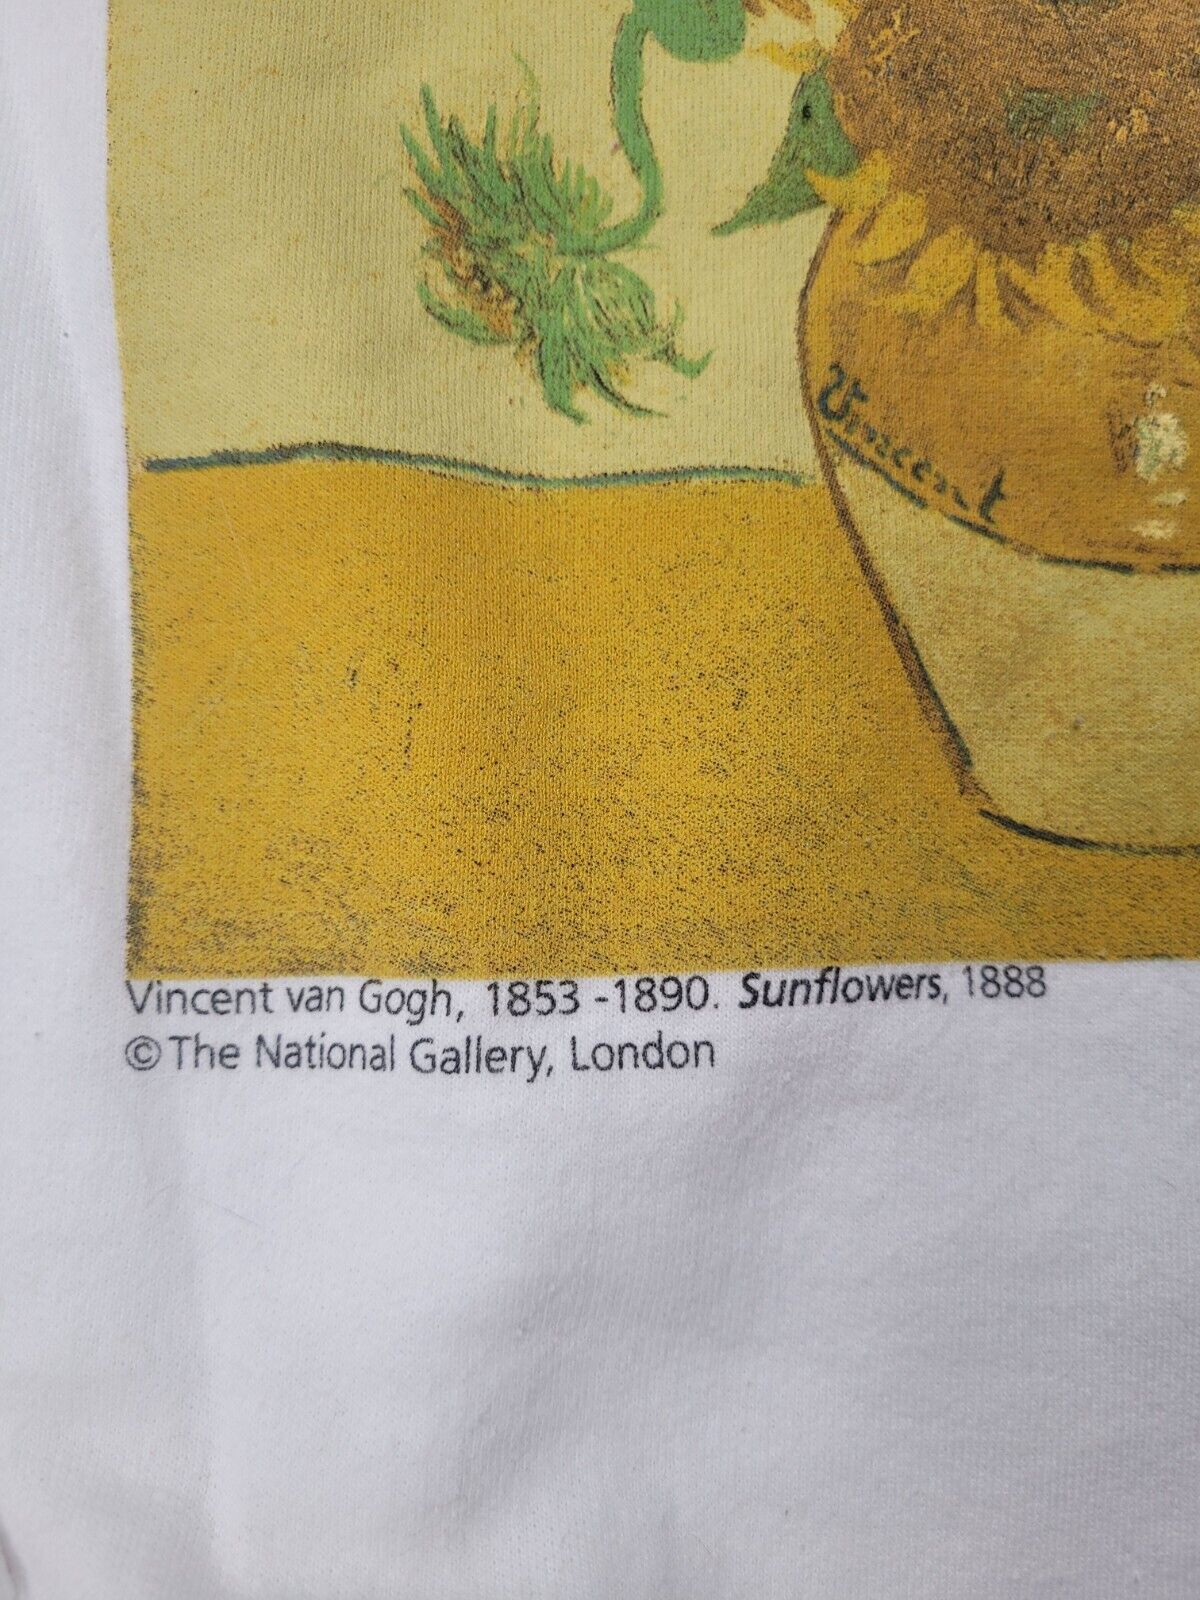 Vincent
Vincent van Gogh, 1853 -1890. Sunflowers, 1888
© The National Gallery, London